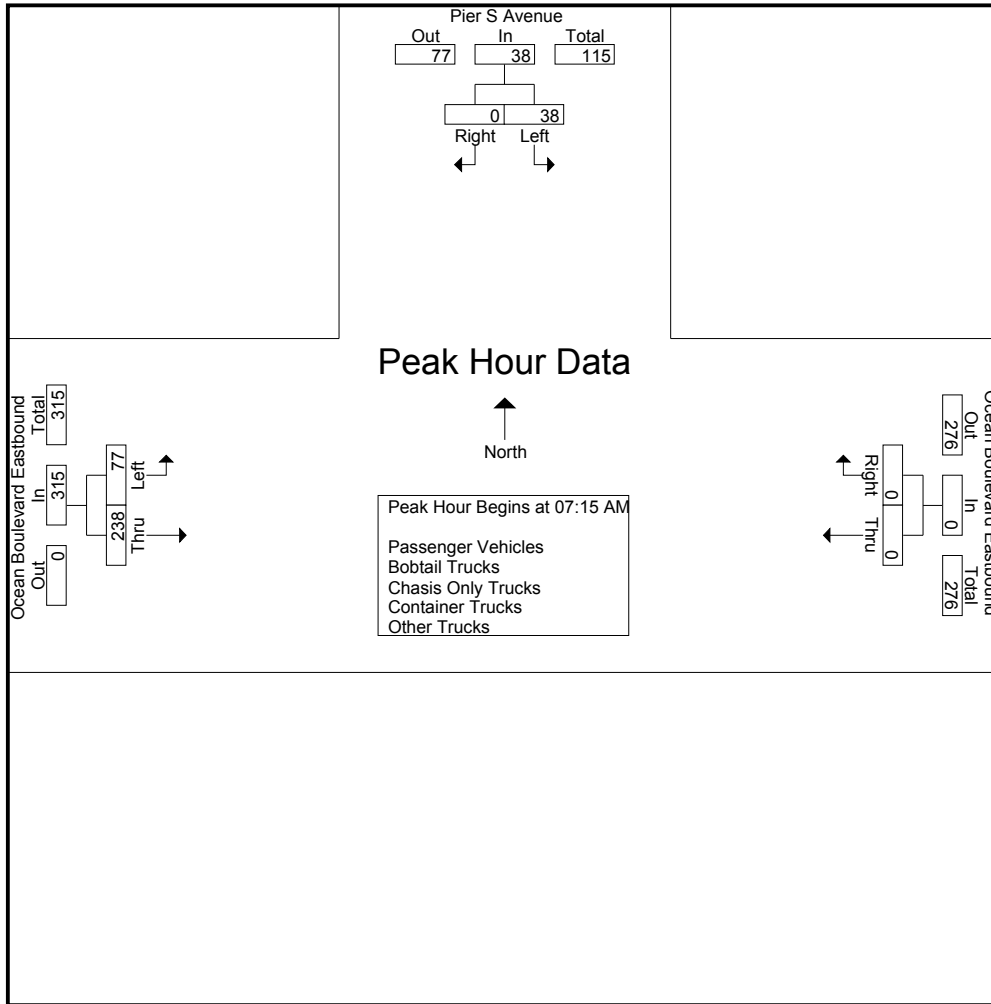 Pier S Avenue
Out In Total
77 38 115
0 38
Right Left
Peak Hour Data
North
Peak Hour Begins at 07:15 AM
Passenger Vehicles
Bobtail Trucks
Chasis Only Trucks
Container Trucks
Other Trucks
Ocean Boulevard Eastbound
Out In Total
0 315 315
238 77
Thru Left
Ocean Boulevard Eastbound
Out In Total
276 0 276
0 0
Right Thru